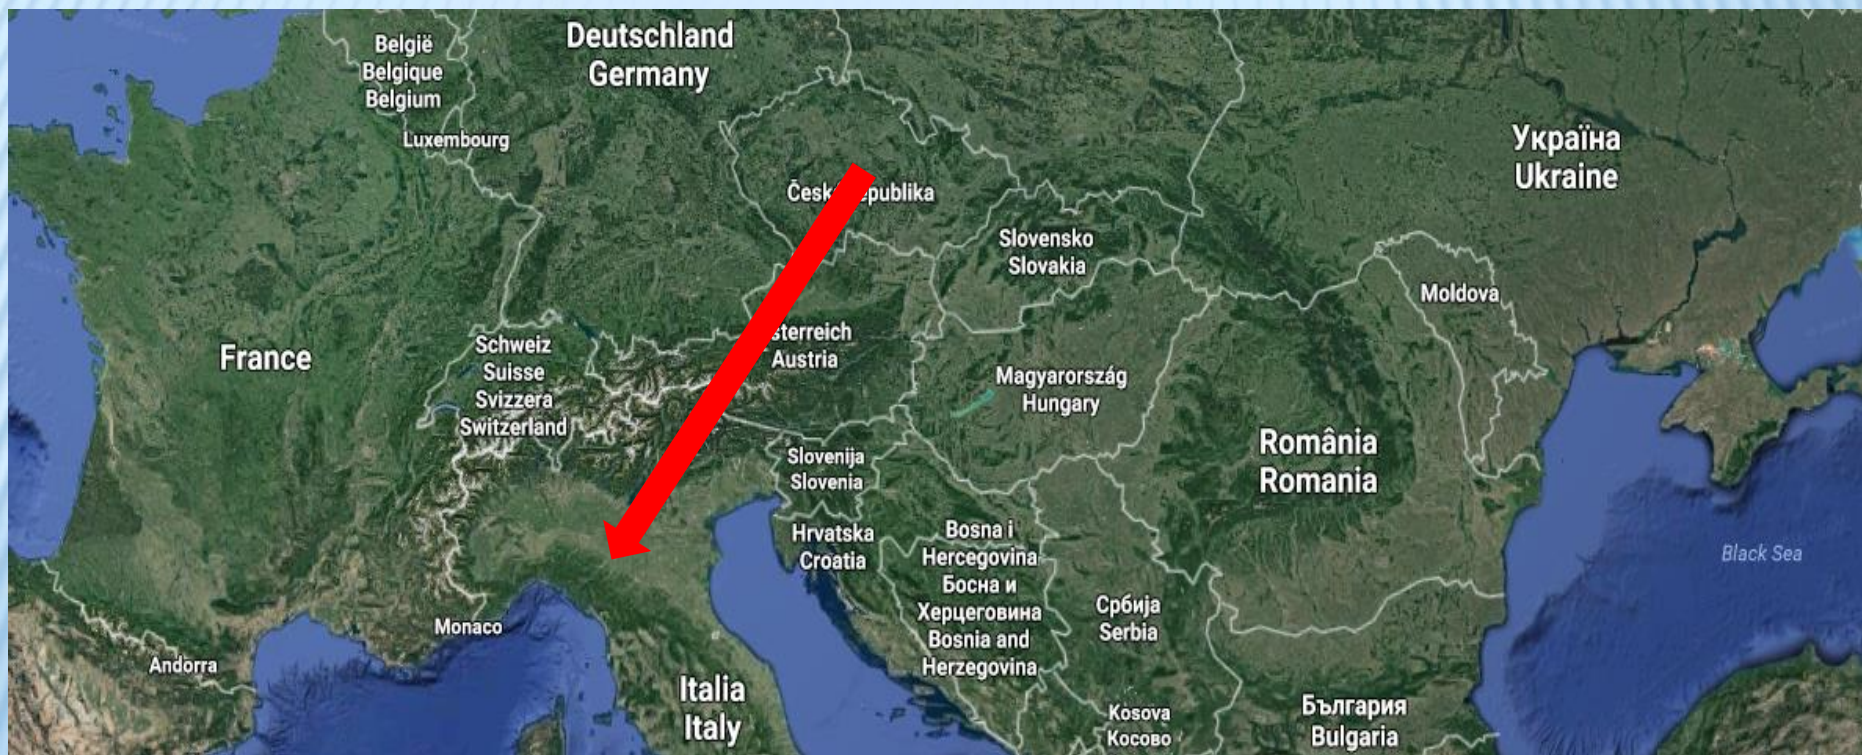 België
Belgique
Belgium
Luxembourg
Deutschland
Germany
Україна
Ukraine
Slovensko
Slovakia
Moldova
France
Schweiz
Suisse
Svizzera
Switzerland
Austria
Magyarország
Hungary
România
Romania
Slovenija
Slovenia
Hrvatska
Croatia
Bosna i
Hercegovina
Босна и
Херцеговина
Bosnia and
Herzegovina
Србија
Serbia
Black Sea
Monaco
Andorra
Italia
Italy
Kosova
Косово
България
Bulgaria